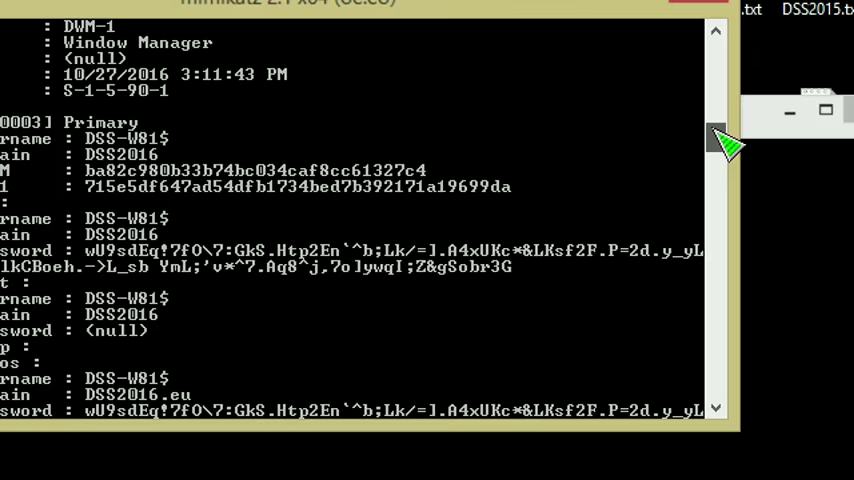 mimikatz 2.1 x64 (oe.eo)
.txt DSS2015.tx
: DWM-1
: Window Manager
: (null)
: 10/27/2016 3:11:43 PM
: S-1-5-90-1
0003] Primary
rname : DSS-W81$
ain : DSS2016
M : ba82c980b33b74bc034caf8cc61327c4
1 : 715e5df647ad54dfb1734bed7b392171a19699da
:
rname : DSS-W81$
ain : DSS2016
sword : wU9sdEq!7fO\7:GkS.Htp2En`^b;Lk/=].A4xUKc*&LKsf2F.P=2d.y_yL
lkCBoeh.->L_sb YmL;'v*^7.Aq8^j,7o]ywqI;Z&gSobr3G
t :
rname : DSS-W81$
ain : DSS2016
sword : (null)
p :
os :
rname : DSS-W81$
ain : DSS2016.eu
sword : wU9sdEq!7fO\7:GkS.Htp2En`^b;Lk/=].A4xUKc*&LKsf2F.P=2d.y_yL